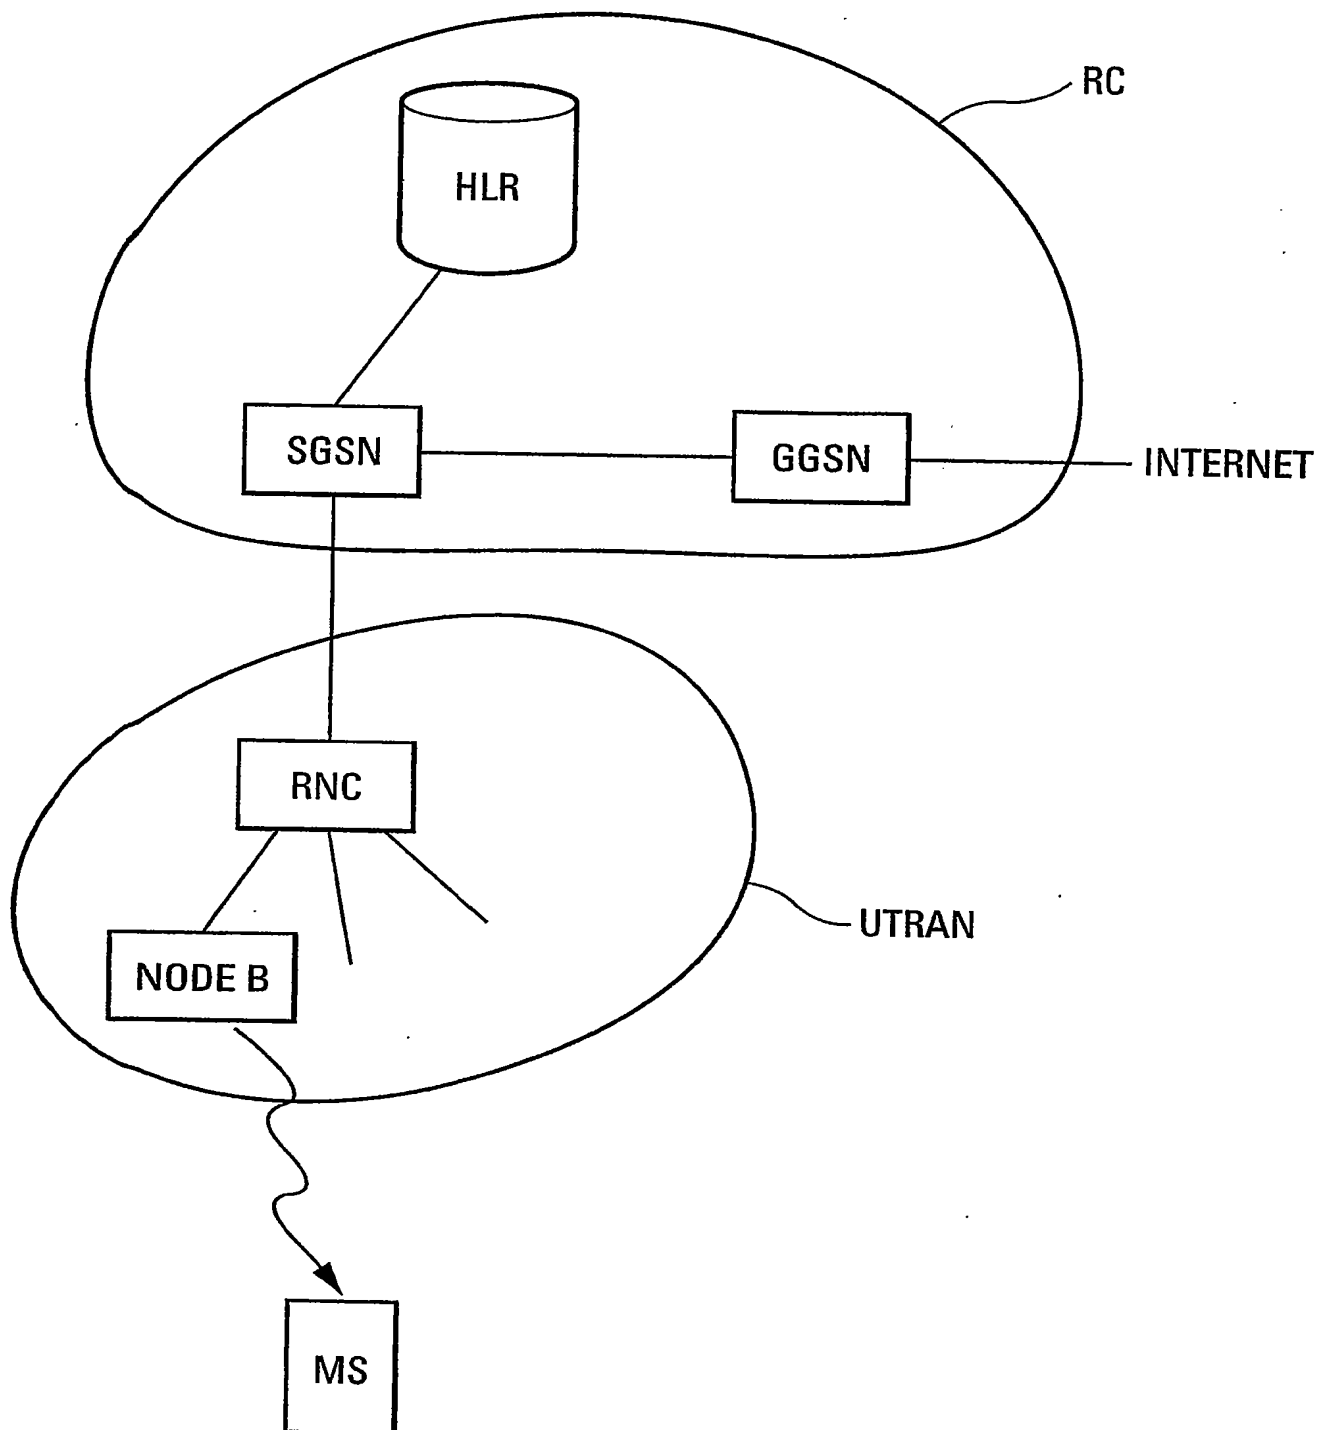 RC
HLR
SGSN
GGSN
INTERNET
RNC
UTRAN
NODE B
MS